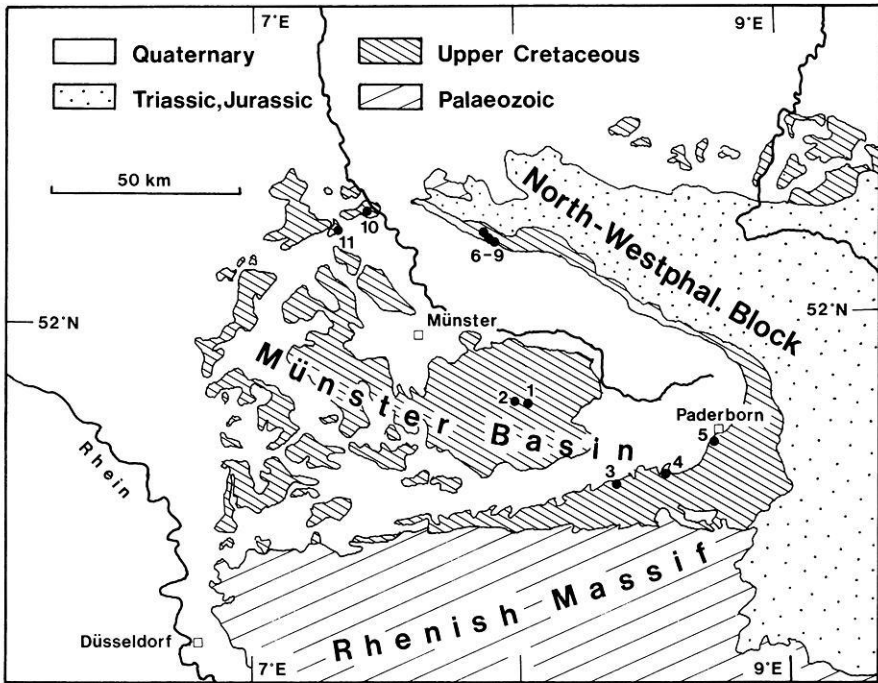 7°E
9°E
Quaternary
Upper Cretaceous
Triassic,Jurassic
Palaeozoic
50 km
North-Westphal. Block
10
11
6-9
52°N
52°N
Münster
Münster Basin
2 1
Paderborn
5
4
3
Rhein
Rhenish Massif
Düsseldorf
7°E
9°E